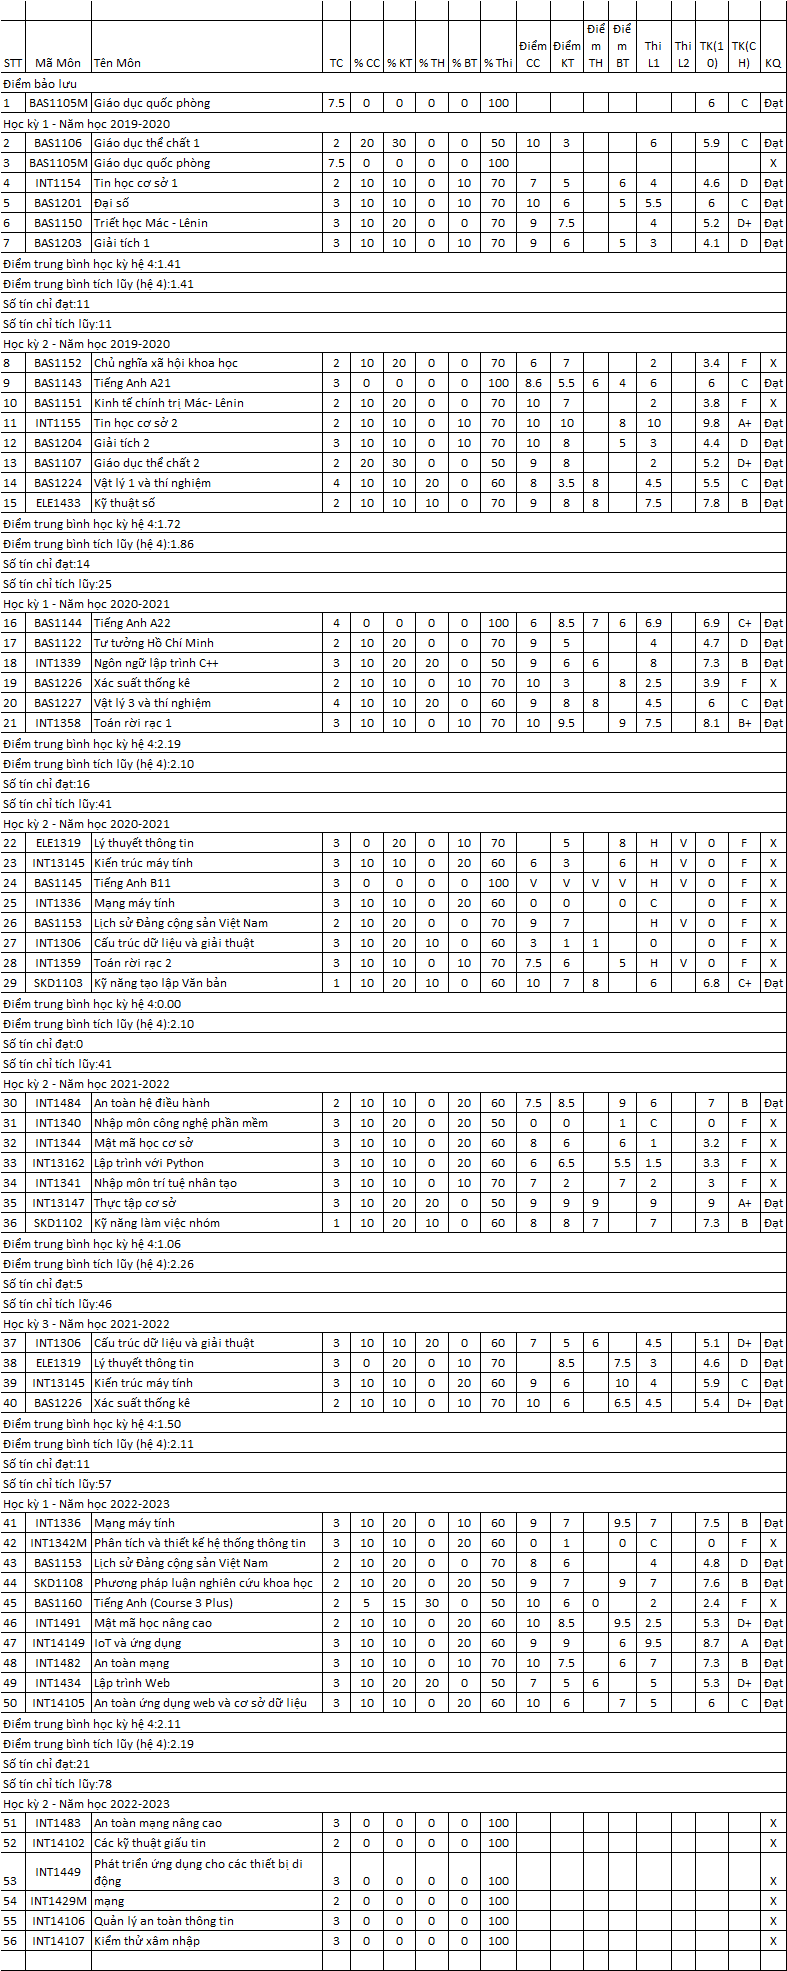 STT Mã Môn Tên Môn TC % CC % KT % TH % BT % Thi Điểm CC Điểm KT Điểm TH Điểm BT Thi L1 Thi L2 TK(10) TK(CH) KQ
Điểm bảo lưu
1 BAS1105M Giáo dục quốc phòng 7.5 0 0 0 0 100 6 C Đạt
Học kỳ 1 - Năm học 2019-2020
2 BAS1106 Giáo dục thể chất 1 2 20 30 0 0 50 10 3 6 5.9 C Đạt
3 BAS1105M Giáo dục quốc phòng 7.5 0 0 0 0 100 X
4 INT1154 Tin học cơ sở 1 2 10 10 0 10 70 7 5 6 4 4.6 D Đạt
5 BAS1201 Đại số 3 10 10 0 10 70 10 6 5 5.5 6 C Đạt
6 BAS1150 Triết học Mác - Lênin 3 10 20 0 0 70 9 7.5 4 5.2 D+ Đạt
7 BAS1203 Giải tích 1 3 10 10 0 10 70 9 6 5 3 4.1 D Đạt
Điểm trung bình học kỳ hệ 4:1.41
Điểm trung bình tích lũy (hệ 4):1.41
Số tín chỉ đạt:11
Số tín chỉ tích lũy:11
Học kỳ 2 - Năm học 2019-2020
8 BAS1152 Chủ nghĩa xã hội khoa học 2 10 20 0 0 70 6 7 2 3.4 F X
9 BAS1143 Tiếng Anh A21 3 0 0 0 0 100 8.6 5.5 6 4 6 6 C Đạt
10 BAS1151 Kinh tế chính trị Mác- Lênin 2 10 20 0 0 70 10 7 2 3.8 F X
11 INT1155 Tin học cơ sở 2 2 10 10 0 10 70 10 10 8 10 9.8 A+ Đạt
12 BAS1204 Giải tích 2 3 10 10 0 10 70 10 8 5 3 4.4 D Đạt
13 BAS1107 Giáo dục thể chất 2 2 20 30 0 0 50 9 8 2 5.2 D+ Đạt
14 BAS1224 Vật lý 1 và thí nghiệm 4 10 10 20 0 60 8 3.5 8 4.5 5.5 C Đạt
15 ELE1433 Kỹ thuật số 2 10 10 10 0 70 9 8 8 7.5 7.8 B Đạt
Điểm trung bình học kỳ hệ 4:1.72
Điểm trung bình tích lũy (hệ 4):1.86
Số tín chỉ đạt:14
Số tín chỉ tích lũy:25
Học kỳ 1 - Năm học 2020-2021
16 BAS1144 Tiếng Anh A22 4 0 0 0 0 100 6 8.5 7 6 6.9 6.9 C+ Đạt
17 BAS1122 Tư tưởng Hồ Chí Minh 2 10 20 0 0 70 9 5 4 4.7 D Đạt
18 INT1339 Ngôn ngữ lập trình C++ 3 10 20 20 0 50 9 6 6 8 7.3 B Đạt
19 BAS1226 Xác suất thống kê 2 10 10 0 10 70 10 3 8 2.5 3.9 F X
20 BAS1227 Vật lý 3 và thí nghiệm 4 10 10 20 0 60 9 8 8 4.5 6 C Đạt
21 INT1358 Toán rời rạc 1 3 10 10 0 10 70 10 9.5 9 7.5 8.1 B+ Đạt
Điểm trung bình học kỳ hệ 4:2.19
Điểm trung bình tích lũy (hệ 4):2.10
Số tín chỉ đạt:16
Số tín chỉ tích lũy:41
Học kỳ 2 - Năm học 2020-2021
22 ELE1319 Lý thuyết thông tin 3 0 20 0 10 70 5 8 H V 0 F X
23 INT13145 Kiến trúc máy tính 3 10 10 0 20 60 6 3 6 H V 0 F X
24 BAS1145 Tiếng Anh B11 3 0 0 0 0 100 V V V V H V 0 F X
25 INT1336 Mạng máy tính 3 10 10 0 20 60 0 0 0 C 0 F X
26 BAS1153 Lịch sử Đảng cộng sản Việt Nam 2 10 20 0 0 70 9 7 H V 0 F X
27 INT1306 Cấu trúc dữ liệu và giải thuật 3 10 20 10 0 60 3 1 1 0 0 F X
28 INT1359 Toán rời rạc 2 3 10 10 0 10 70 7.5 6 5 H V 0 F X
29 SKD1103 Kỹ năng tạo lập Văn bản 1 10 20 10 0 60 10 7 8 6 6.8 C+ Đạt
Điểm trung bình học kỳ hệ 4:0.00
Điểm trung bình tích lũy (hệ 4):2.10
Số tín chỉ đạt:0
Số tín chỉ tích lũy:41
Học kỳ 2 - Năm học 2021-2022
30 INT1484 An toàn hệ điều hành 2 10 10 0 20 60 7.5 8.5 9 6 7 B Đạt
31 INT1340 Nhập môn công nghệ phần mềm 3 10 20 0 20 50 0 0 1 C 0 F X
32 INT1344 Mật mã học cơ sở 3 10 10 0 20 60 8 6 6 1 3.2 F X
33 INT13162 Lập trình với Python 3 10 10 0 20 60 6 6.5 5.5 1.5 3.3 F X
34 INT1341 Nhập môn trí tuệ nhân tạo 3 10 10 0 10 70 7 2 7 2 3 F X
35 INT13147 Thực tập cơ sở 3 10 20 20 0 50 9 9 9 9 9 A+ Đạt
36 SKD1102 Kỹ năng làm việc nhóm 1 10 20 10 0 60 8 8 7 7 7.3 B Đạt
Điểm trung bình học kỳ hệ 4:1.06
Điểm trung bình tích lũy (hệ 4):2.26
Số tín chỉ đạt:5
Số tín chỉ tích lũy:46
Học kỳ 3 - Năm học 2021-2022
37 INT1306 Cấu trúc dữ liệu và giải thuật 3 10 10 20 0 60 7 5 6 4.5 5.1 D+ Đạt
38 ELE1319 Lý thuyết thông tin 3 0 20 0 10 70 8.5 7.5 3 4.6 D Đạt
39 INT13145 Kiến trúc máy tính 3 10 10 0 20 60 9 6 10 4 5.9 C Đạt
40 BAS1226 Xác suất thống kê 2 10 10 0 10 70 10 6 6.5 4.5 5.4 D+ Đạt
Điểm trung bình học kỳ hệ 4:1.50
Điểm trung bình tích lũy (hệ 4):2.11
Số tín chỉ đạt:11
Số tín chỉ tích lũy:57
Học kỳ 1 - Năm học 2022-2023
41 INT1336 Mạng máy tính 3 10 20 0 10 60 9 7 9.5 7 7.5 B Đạt
42 INT1342M Phân tích và thiết kế hệ thống thông tin 3 10 10 0 20 60 0 1 0 C 0 F X
43 BAS1153 Lịch sử Đảng cộng sản Việt Nam 2 10 20 0 0 70 8 6 4 4.8 D Đạt
44 SKD1108 Phương pháp luận nghiên cứu khoa học 2 10 20 0 20 50 9 7 9 7 7.6 B Đạt
45 BAS1160 Tiếng Anh (Course 3 Plus) 2 5 15 30 0 50 10 6 0 2 2.4 F X
46 INT1491 Mật mã học nâng cao 2 10 10 0 20 60 10 8.5 9.5 2.5 5.3 D+ Đạt
47 INT14149 IoT và ứng dụng 3 10 10 0 20 60 9 9 6 9.5 8.7 A Đạt
48 INT1482 An toàn mạng 3 10 10 0 10 70 10 7.5 6 7 7.3 B Đạt
49 INT1434 Lập trình Web 3 10 20 20 0 50 7 5 6 5 5.3 D+ Đạt
50 INT14105 An toàn ứng dụng web và cơ sở dữ liệu 3 10 10 0 20 60 10 6 7 5 6 C Đạt
Điểm trung bình học kỳ hệ 4:2.11
Điểm trung bình tích lũy (hệ 4):2.19
Số tín chỉ đạt:21
Số tín chỉ tích lũy:78
Học kỳ 2 - Năm học 2022-2023
51 INT1483 An toàn mạng nâng cao 3 0 0 0 0 100 X
52 INT14102 Các kỹ thuật giấu tin 2 0 0 0 0 100 X
53 INT1449 Phát triển ứng dụng cho các thiết bị di
động 3 0 0 0 0 100 X
54 INT1429M mạng 2 0 0 0 0 100 X
55 INT14106 Quản lý an toàn thông tin 3 0 0 0 0 100 X
56 INT14107 Kiểm thử xâm nhập 3 0 0 0 0 100 X